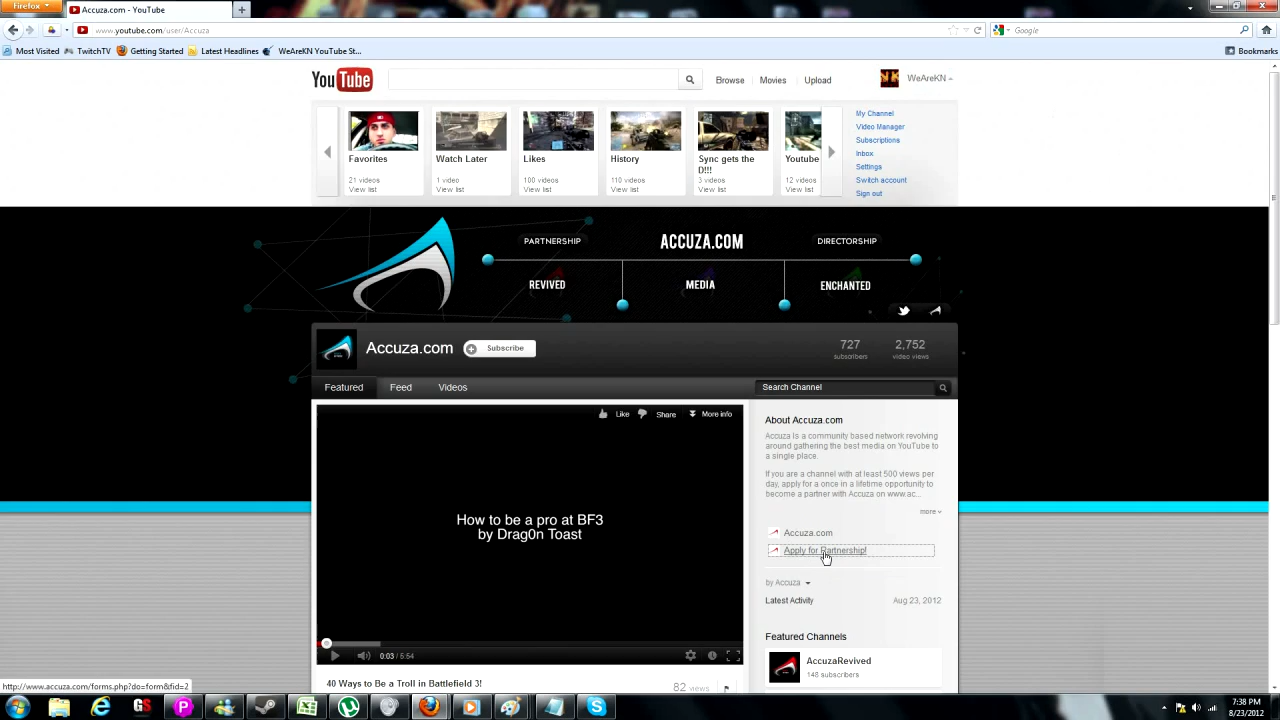 Firefox
Accuza.com - YouTube
www.youtube.com/user/Accuza
Google
Most Visited
TwitchTV
Getting Started
Latest Headlines
WeAreKN YouTube St...
Bookmarks
YouTube
Browse
Movies
Upload
WeAreKN
Favorites
21 videos
View list
Watch Later
1 video
View list
Likes
100 videos
View list
History
110 videos
View list
Sync gets the
D!!!
3 videos
View list
Youtube
12 videos
View list
My Channel
Video Manager
Subscriptions
Inbox
Settings
Switch account
Sign out
PARTNERSHIP
ACCUZA.COM
DIRECTORSHIP
REVIVED
MEDIA
ENCHANTED
Accuza.com
Subscribe
727
subscribers
2,752
video views
Featured
Feed
Videos
Search Channel
Like
Share
More info
How to be a pro at BF3
by Drag0n Toast
0:03 / 5:54
40 Ways to Be a Troll in Battlefield 3!
82 views
About Accuza.com
Accuza Is a community based network revolving
around gathering the best media on YouTube to
a single place.
If you are a channel with at least 500 views per
day, apply for a once in a lifetime opportunity to
become a partner with Accuza on www.ac...
more
Accuza.com
Apply for Partnership!
by Accuza
Latest Activity
Aug 23, 2012
Featured Channels
AccuzaRevived
148 subscribers
http://www.accuza.com/forms.php?do=form&fid=2
7:38 PM
8/23/2012